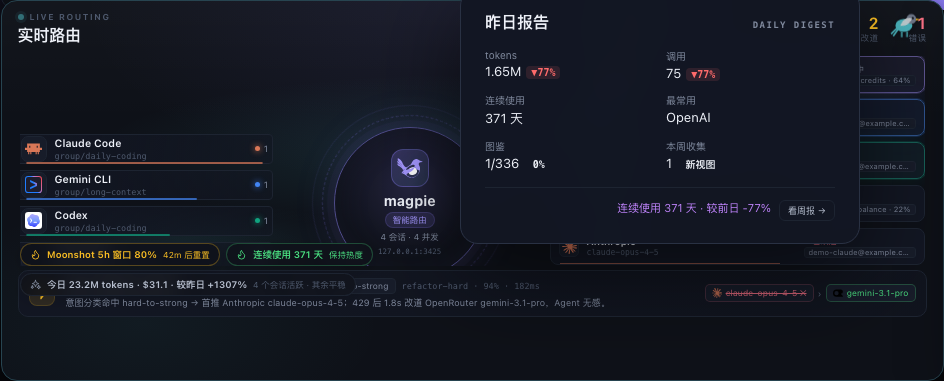 LIVE ROUTING
实时路由
2
改道
1
错误
昨日报告
DAILY DIGEST
tokens
1.65M ▼77%
调用
75 ▼77%
连续使用
371 天
最常用
OpenAI
图鉴
1/336 0%
本周收集
1 新视图
连续使用 371 天 · 较前日 -77%
看周报 →
credits · 64%
@example.c…
@example.c…
balance · 22%
demo-claude@example.c…
Claude Code
group/daily-coding
1
Gemini CLI
group/long-context
1
Codex
1
magpie
智能路由
4 会话 · 4 并发
127.0.0.1:3425
Moonshot 5h 窗口 80% 42m 后重置
连续使用 371 天 保持热度
今日 23.2M tokens · $31.1 · 较昨日 +1307% 4 个会话活跃 · 其余平稳
o-strong refactor-hard · 94% · 182ms
意图分类命中 hard-to-strong → 首推 Anthropic claude-opus-4-5；429 后 1.8s 改道 OpenRouter gemini-3.1-pro，Agent 无感。
claude-opus-4-5 ✕ › gemini-3.1-pro